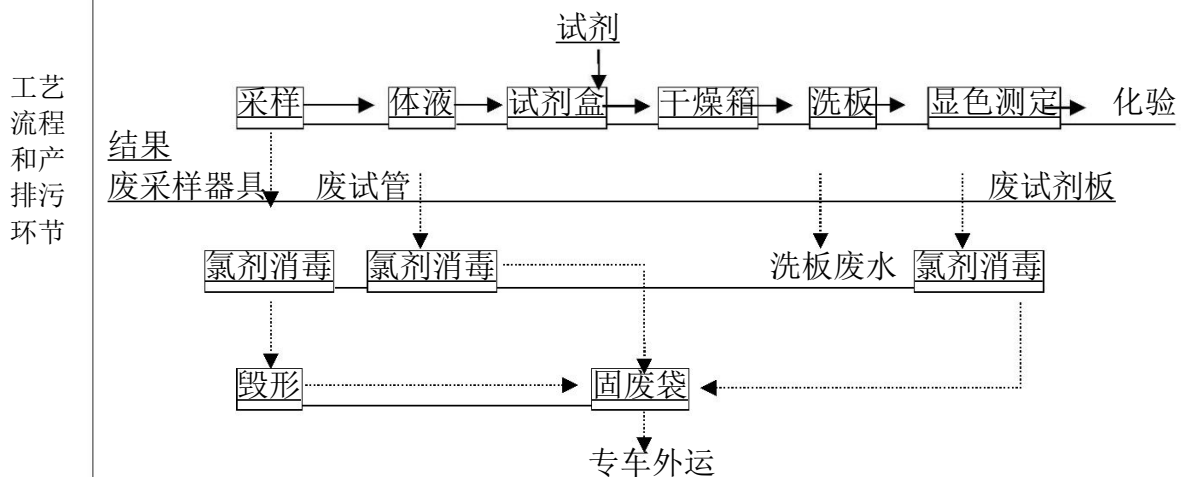 工艺
流程
和产
排污
环节
试剂
采样 体液 试剂盒 干燥箱 洗板 显色测定 化验
结果
废采样器具 废试管 废试剂板
氯剂消毒 氯剂消毒 洗板废水 氯剂消毒
毁形 固废袋
专车外运